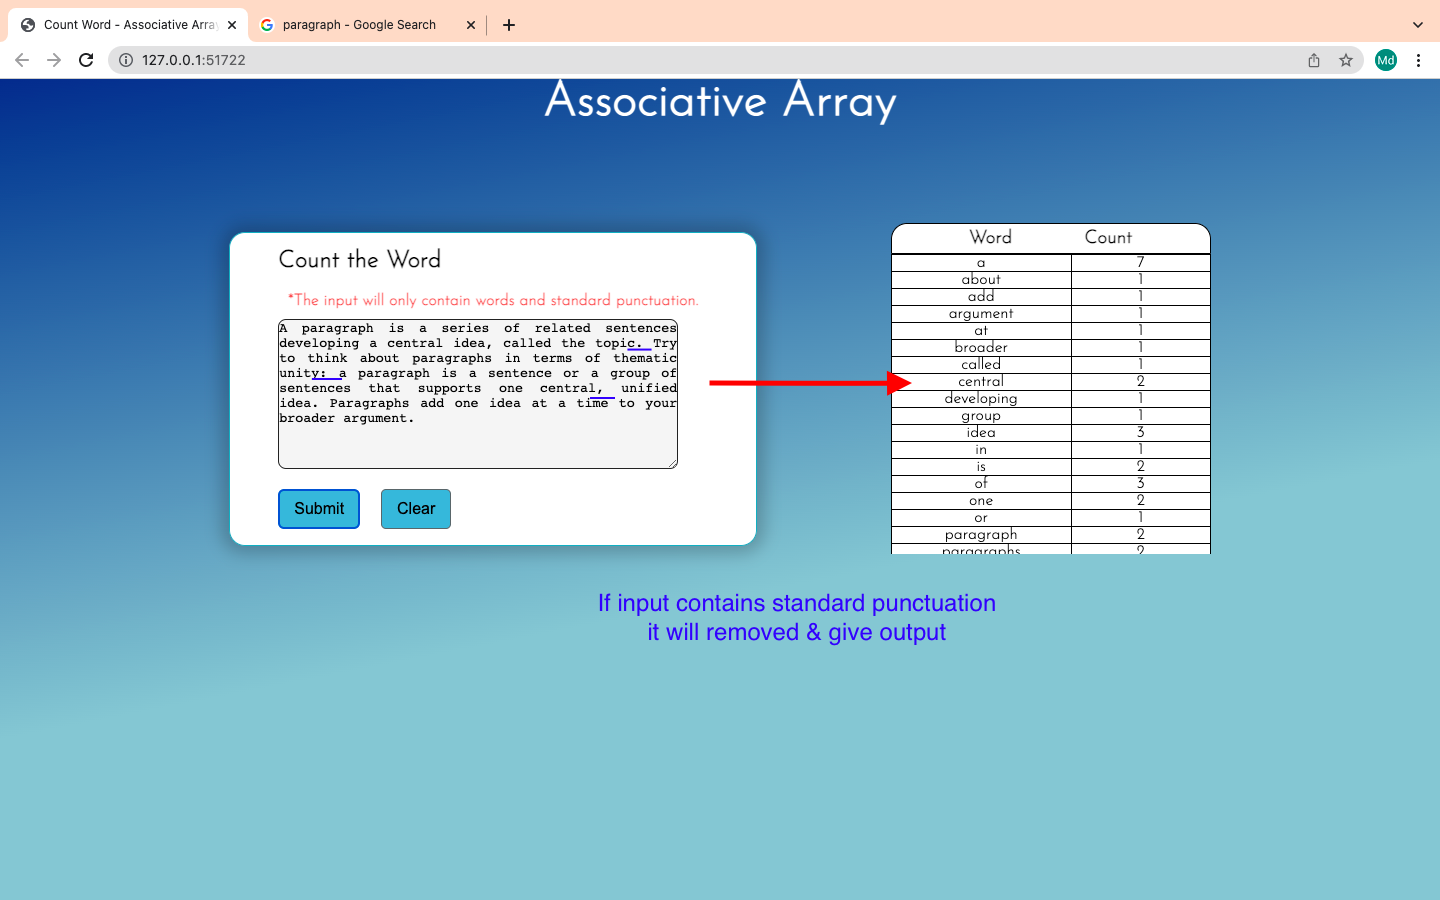 Count Word - Associative Arra
paragraph - Google Search
127.0.0.1:51722
Md
Associative Array
Count the Word
*The input will only contain words and standard punctuation.
A paragraph is a series of related sentences
developing a central idea, called the topic. Try
to think about paragraphs in terms of thematic
unity: a paragraph is a sentence or a group of
sentences that supports one central, unified
idea. Paragraphs add one idea at a time to your
broader argument.
Submit Clear
Word Count
a 7
about 1
add 1
argument 1
at 1
broader 1
called 1
central 2
developing 1
group 1
idea 3
in 1
is 2
of 3
one 2
or 1
paragraph 2
paragraphs 2
If input contains standard punctuation
it will removed & give output